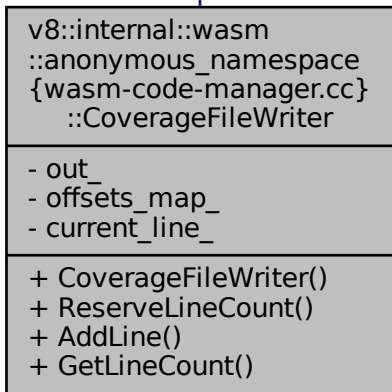 v8::internal::wasm
::anonymous_namespace
{wasm-code-manager.cc}
::CoverageFileWriter
- out_
- offsets_map_
- current_line_
+ CoverageFileWriter()
+ ReserveLineCount()
+ AddLine()
+ GetLineCount()